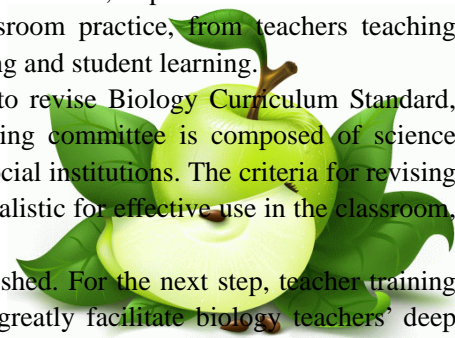 sroom practice, from teachers teaching
ng and student learning.
to revise Biology Curriculum Standard,
ing committee is composed of science
ocial institutions. The criteria for revising
alistic for effective use in the classroom,
shed. For the next step, teacher training
greatly facilitate biology teachers' deep